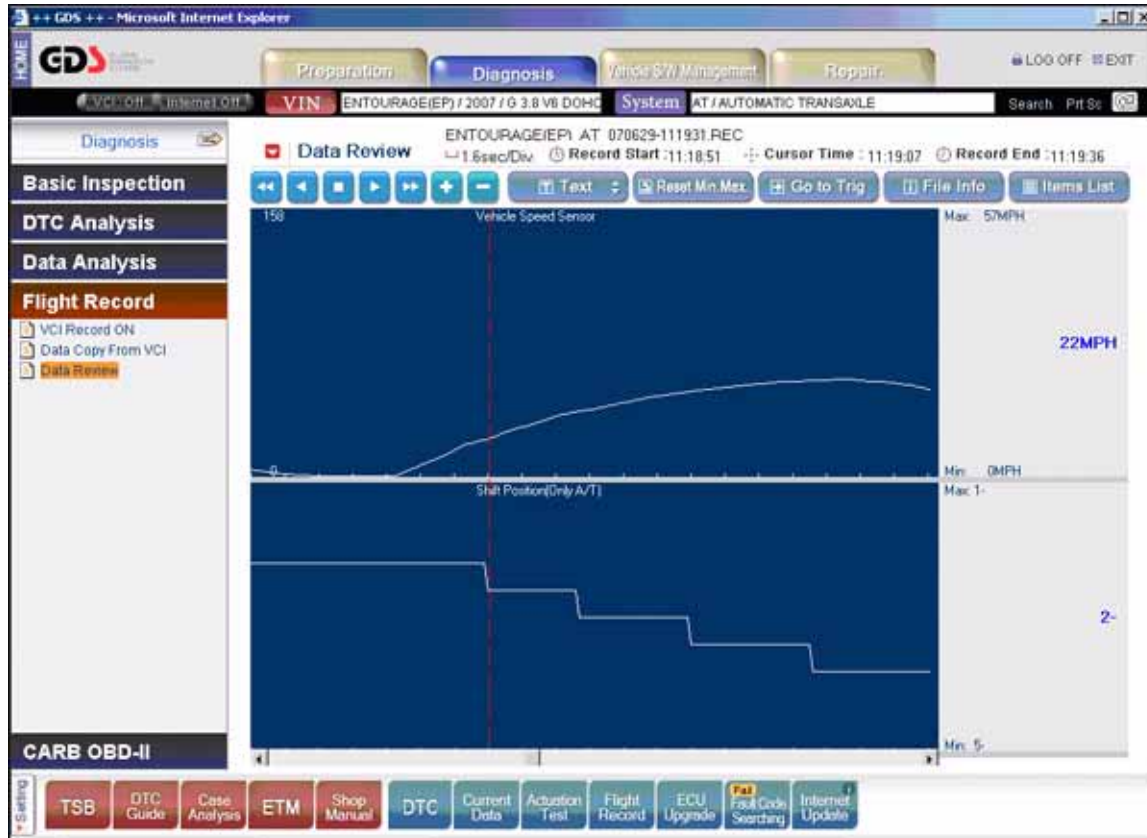 ++ GDS ++ - Microsoft Internet Explorer
HOME
GDS
Preparation
Diagnosis
Vehicle S/W Management
Repair
LOG OFF EXIT
VCI Off Internet Off
VIN ENTOURAGE(EP) / 2007 / G 3.8 V6 DOHC System AT / AUTOMATIC TRANSAXLE Search Prt Sc
Diagnosis
Basic Inspection
DTC Analysis
Data Analysis
Flight Record
VCI Record ON
Data Copy From VCI
Data Review
CARB OBD-II
ENTOURAGE(EP) AT 070629-111931.REC
Data Review 1.6sec/Div Record Start :11:18:51 Cursor Time : 11:19:07 Record End :11:19:36
Text Reset Min.Max. Go to Trig File Info Items List
158 Vehicle Speed Sensor Max: 57MPH
22MPH
0 Min: 0MPH
Shift Position(Only A/T) Max: 1-
2-
Min: 5-
Setting
TSB
DTC Guide
Case Analysis
ETM
Shop Manual
DTC
Current Data
Actuation Test
Flight Record
ECU Upgrade
Fail
Fault Code Searching
Internet Update